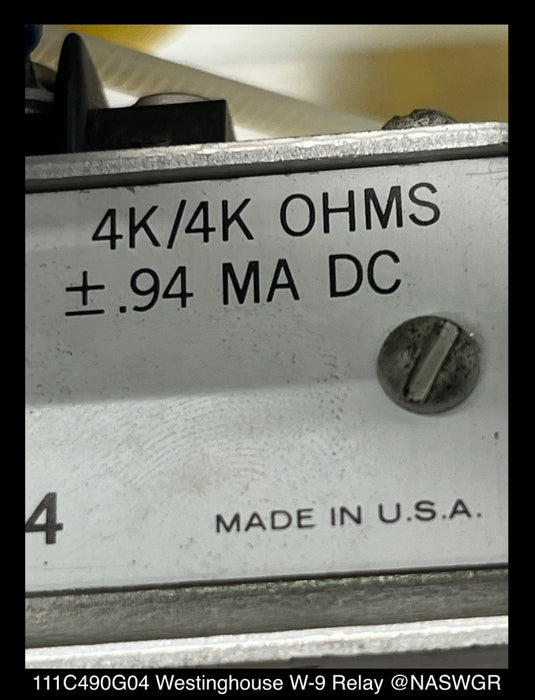 4K/4K OHMS
±.94 MA DC
4
MADE IN U.S.A.
111C490G04 Westinghouse W-9 Relay @NASWGR